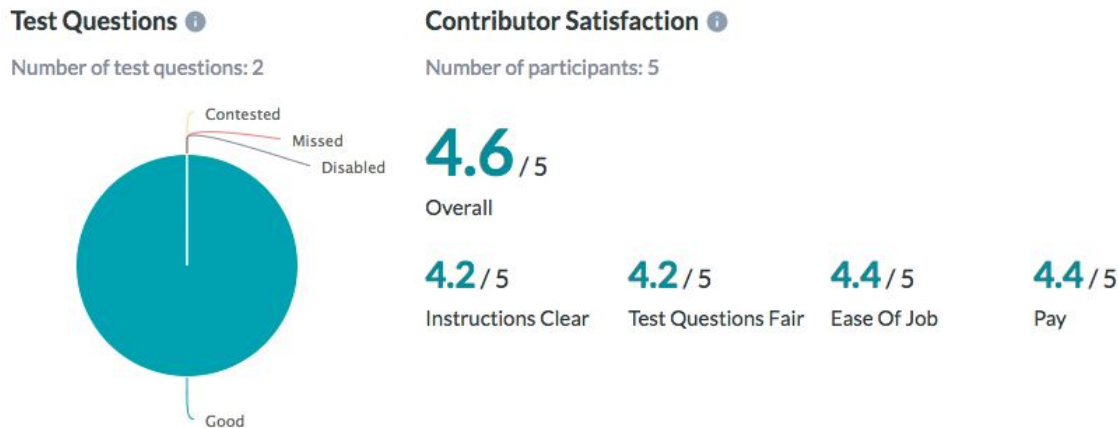 Test Questions
Number of test questions: 2
Contested
Missed
Disabled
Good
Contributor Satisfaction
Number of participants: 5
4.6 / 5
Overall
4.2 / 5
Instructions Clear
4.2 / 5
Test Questions Fair
4.4 / 5
Ease Of Job
4.4 / 5
Pay